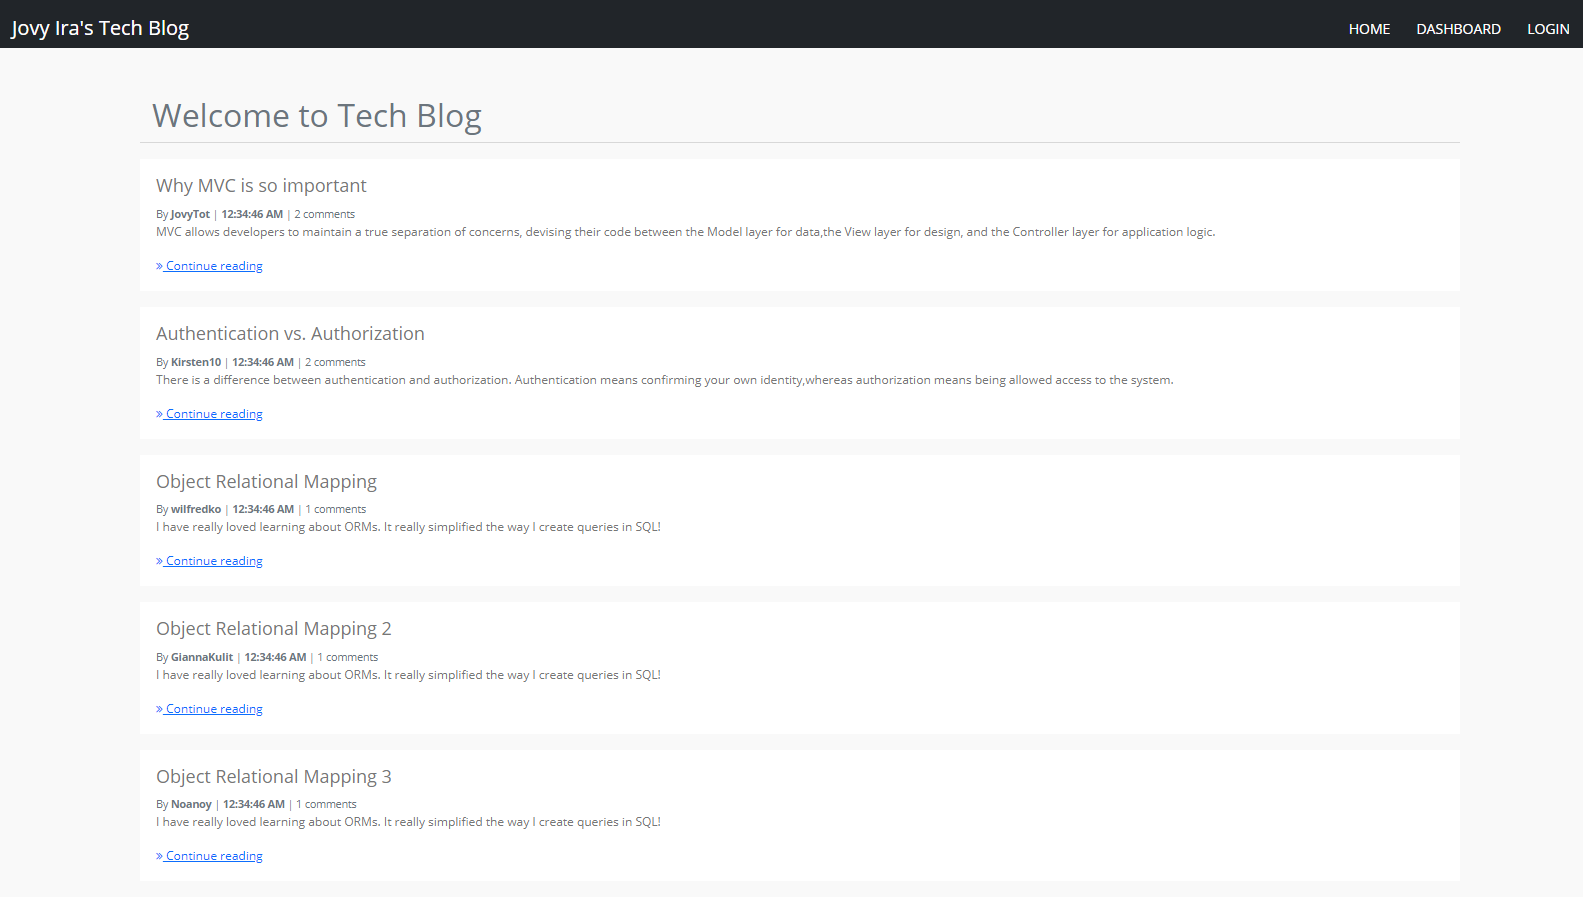 Jovy Ira's Tech Blog
HOME DASHBOARD LOGIN
Welcome to Tech Blog
Why MVC is so important
By JovyTot | 12:34:46 AM | 2 comments
MVC allows developers to maintain a true separation of concerns, devising their code between the Model layer for data,the View layer for design, and the Controller layer for application logic.
» Continue reading
Authentication vs. Authorization
By Kirsten10 | 12:34:46 AM | 2 comments
There is a difference between authentication and authorization. Authentication means confirming your own identity,whereas authorization means being allowed access to the system.
» Continue reading
Object Relational Mapping
By wilfredko | 12:34:46 AM | 1 comments
I have really loved learning about ORMs. It really simplified the way I create queries in SQL!
» Continue reading
Object Relational Mapping 2
By GiannaKulit | 12:34:46 AM | 1 comments
I have really loved learning about ORMs. It really simplified the way I create queries in SQL!
» Continue reading
Object Relational Mapping 3
By Noanoy | 12:34:46 AM | 1 comments
I have really loved learning about ORMs. It really simplified the way I create queries in SQL!
» Continue reading